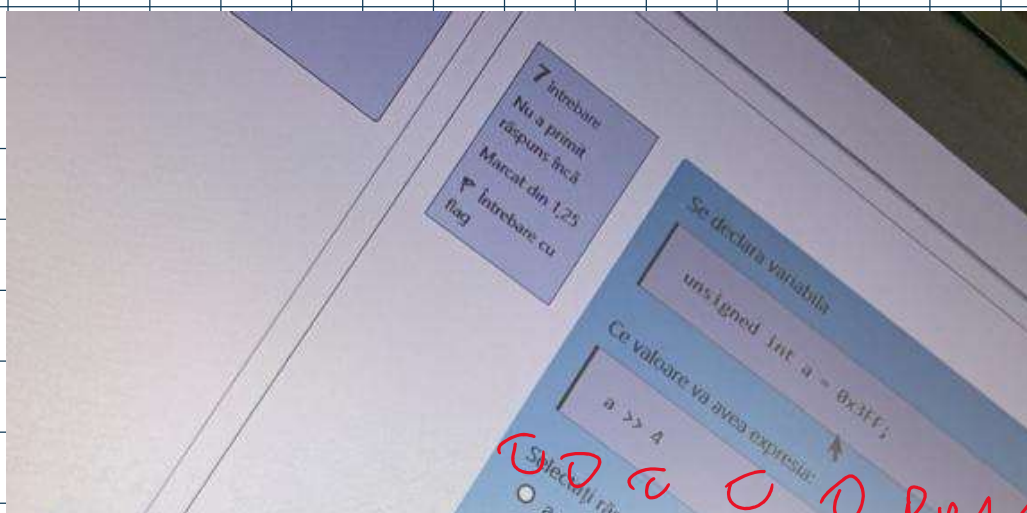 7 întrebare
Nu a primit
răspuns încă
Marcat din 1,25
Întrebare cu
flag
Se declara variabila
unsigned int a = 0x3FF;
Ce valoare va avea expresia:
a >> 4
Selectați
a